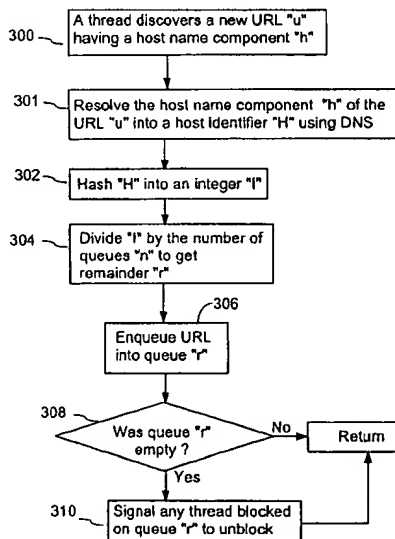 300
A thread discovers a new URL "u"
having a host name component "h"
301
Resolve the host name component "h" of the
URL "u" into a host identifier "H" using DNS
302
Hash "H" into an integer "I"
304
Divide "I" by the number of
queues "n" to get
remainder "r"
306
Enqueue URL
into queue "r"
308
Was queue "r"
empty ?
No
Return
Yes
310
Signal any thread blocked
on queue "r" to unblock